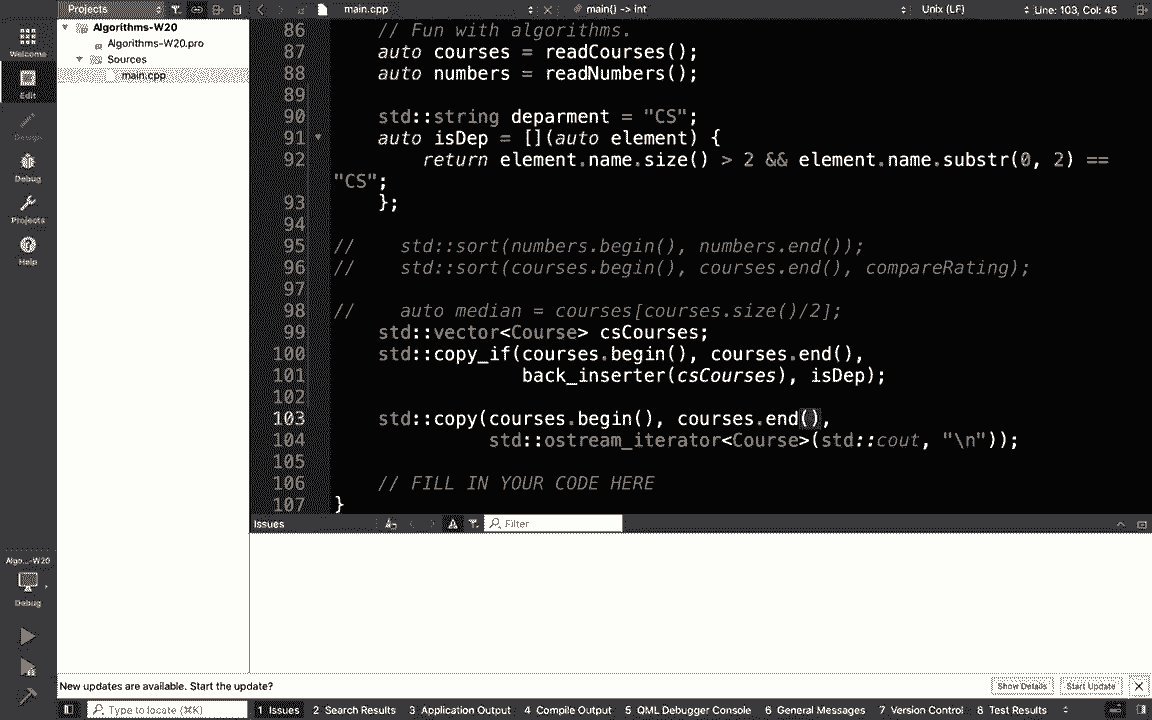 Projects
main.cpp
main() -> int
Unix (LF)
Line: 103, Col: 45
Welcome
Edit
Design
Debug
Projects
Help
Algorithms-W20
Algorithms-W20.pro
Sources
main.cpp
86 // Fun with algorithms.
87 auto courses = readCourses();
88 auto numbers = readNumbers();
89
90 std::string deparment = "CS";
91 auto isDep = [](auto element) {
92 return element.name.size() > 2 && element.name.substr(0, 2) ==
"CS";
93 };
94
95 // std::sort(numbers.begin(), numbers.end());
96 // std::sort(courses.begin(), courses.end(), compareRating);
97
98 // auto median = courses[courses.size()/2];
99 std::vector<Course> csCourses;
100 std::copy_if(courses.begin(), courses.end(),
101 back_inserter(csCourses), isDep);
102
103 std::copy(courses.begin(), courses.end(),
104 std::ostream_iterator<Course>(std::cout, "\n"));
105
106 // FILL IN YOUR CODE HERE
107 }
Issues
Filter
Algo...-W20
Debug
New updates are available. Start the update?
Show Details
Start Update
Type to locate (⌘K)
1 Issues
2 Search Results
3 Application Output
4 Compile Output
5 QML Debugger Console
6 General Messages
7 Version Control
8 Test Results